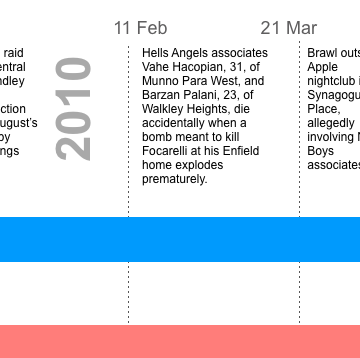 11 Feb
21 Mar
raid
entral
ndley
ction
ugust's
by
ngs
2010
Hells Angels associates
Vahe Hacopian, 31, of
Munno Para West, and
Barzan Palani, 23, of
Walkley Heights, die
accidentally when a
bomb meant to kill
Focarelli at his Enfield
home explodes
prematurely.
Brawl outs
Apple
nightclub i
Synagogu
Place,
allegedly
involving N
Boys
associates